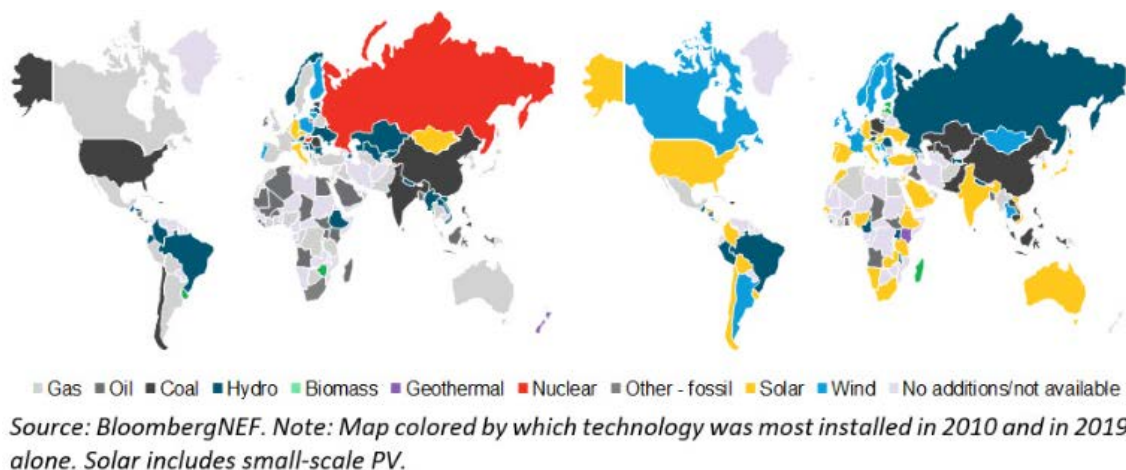 Gas Oil Coal Hydro Biomass Geothermal Nuclear Other - fossil Solar Wind No additions/not available
Source: BloombergNEF. Note: Map colored by which technology was most installed in 2010 and in 2019
alone. Solar includes small-scale PV.